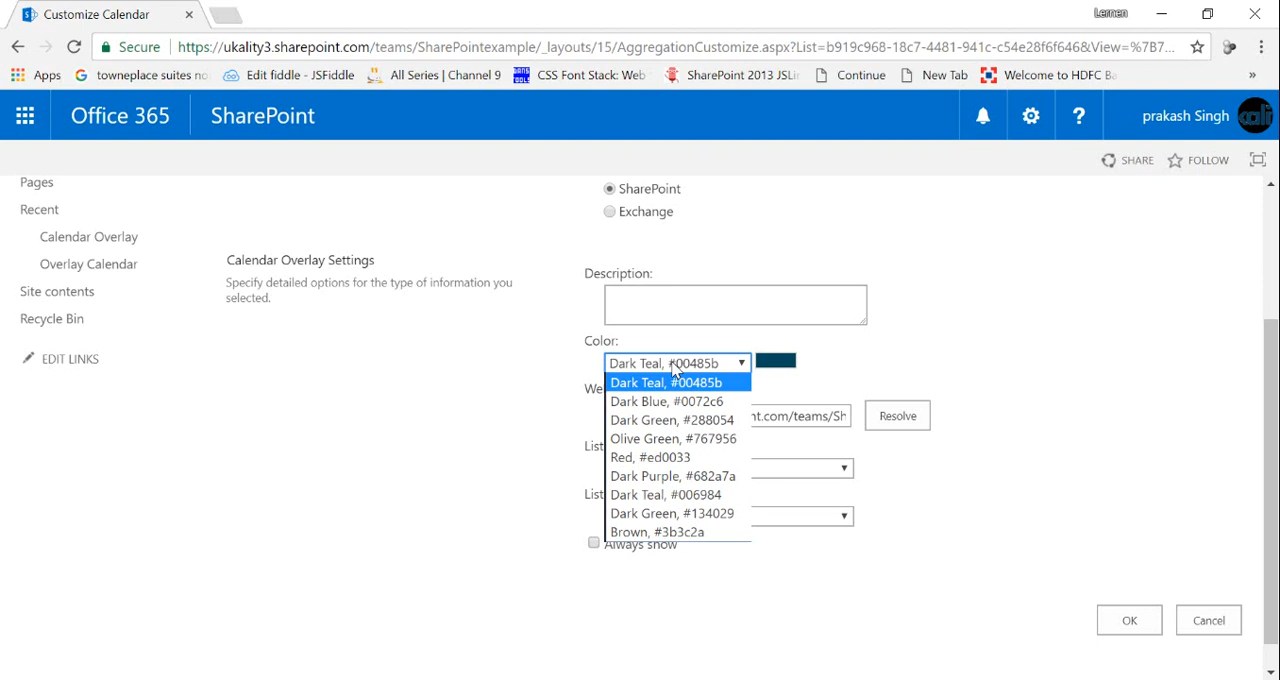 Customize Calendar
Lernen
Secure
https://ukality3.sharepoint.com/teams/SharePointexample/_layouts/15/AggregationCustomize.aspx?List=b919c968-18c7-4481-941c-c54e28f6f646&View=%7B7...
Apps
towneplace suites no
Edit fiddle - JSFiddle
All Series | Channel 9
CSS Font Stack: Web
SharePoint 2013 JSLi
Continue
New Tab
Welcome to HDFC Ba
»
Office 365
SharePoint
?
prakash Singh
SHARE
FOLLOW
Pages
SharePoint
Recent
Exchange
Calendar Overlay
Overlay Calendar
Site contents
Recycle Bin
EDIT LINKS
Calendar Overlay Settings
Specify detailed options for the type of information you
selected.
Description:
Color:
Dark Teal, #00485b
Dark Teal, #00485b
Dark Blue, #0072c6
Dark Green, #288054
Olive Green, #767956
Red, #ed0033
Dark Purple, #682a7a
Dark Teal, #006984
Dark Green, #134029
Brown, #3b3c2a
We
nt.com/teams/Sh
Resolve
List
List
Always show
OK
Cancel